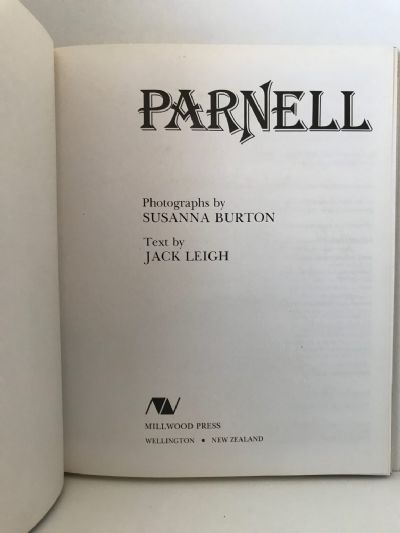 PARNELL
Photographs by
SUSANNA BURTON
Text by
JACK LEIGH
MILLWOOD PRESS
WELLINGTON • NEW ZEALAND